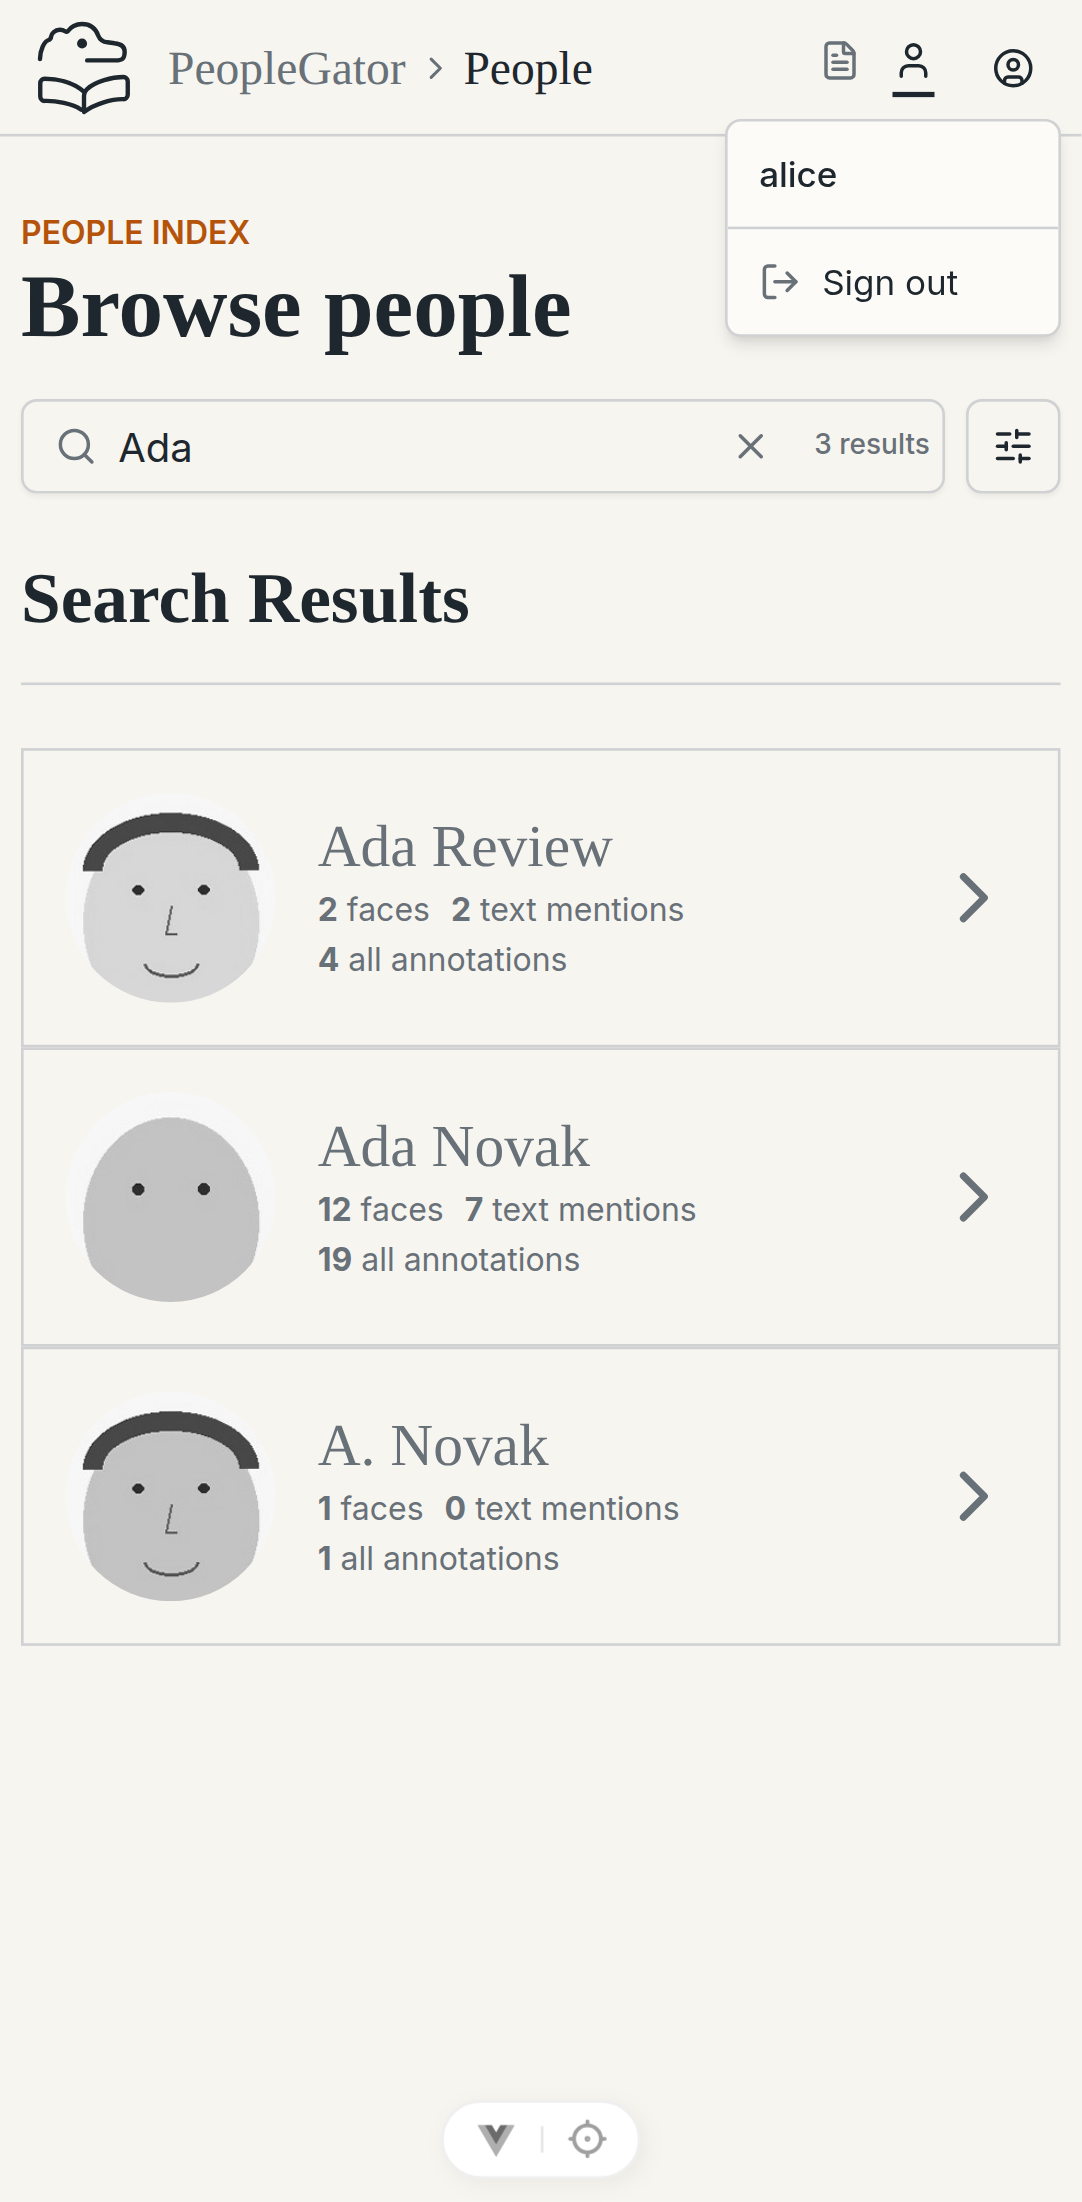 PeopleGator > People
alice
Sign out
PEOPLE INDEX
Browse people
Ada
3 results
Search Results
Ada Review
2 faces 2 text mentions
4 all annotations
Ada Novak
12 faces 7 text mentions
19 all annotations
A. Novak
1 faces 0 text mentions
1 all annotations